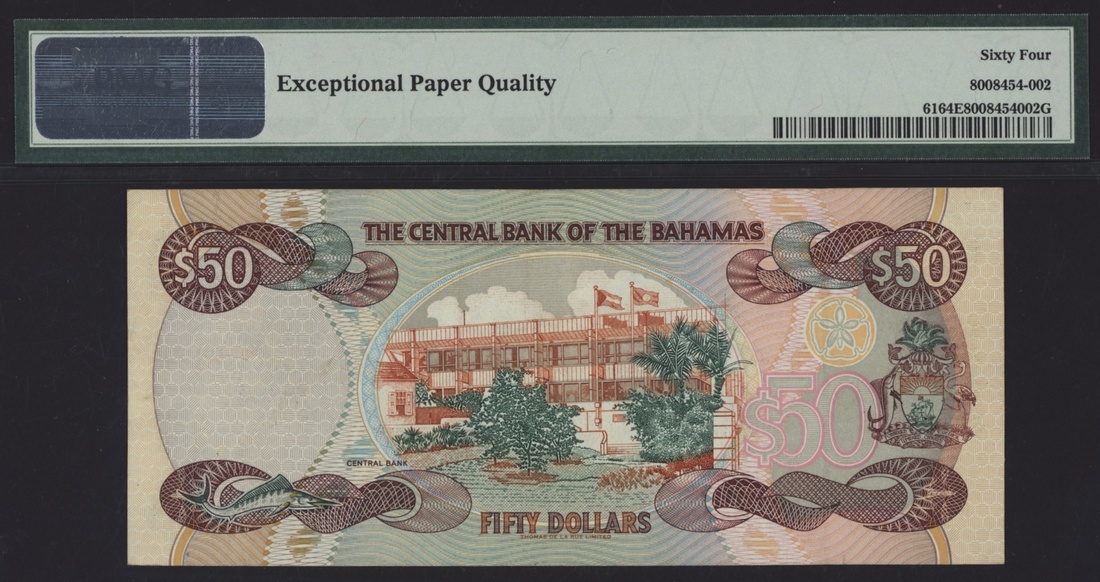 PMG
Exceptional Paper Quality
Sixty Four
8008454-002
6164E8008454002G
THE CENTRAL BANK OF THE BAHAMAS
$50
$50
$50
CENTRAL BANK
FIFTY DOLLARS
THOMAS DE LA RUE LIMITED